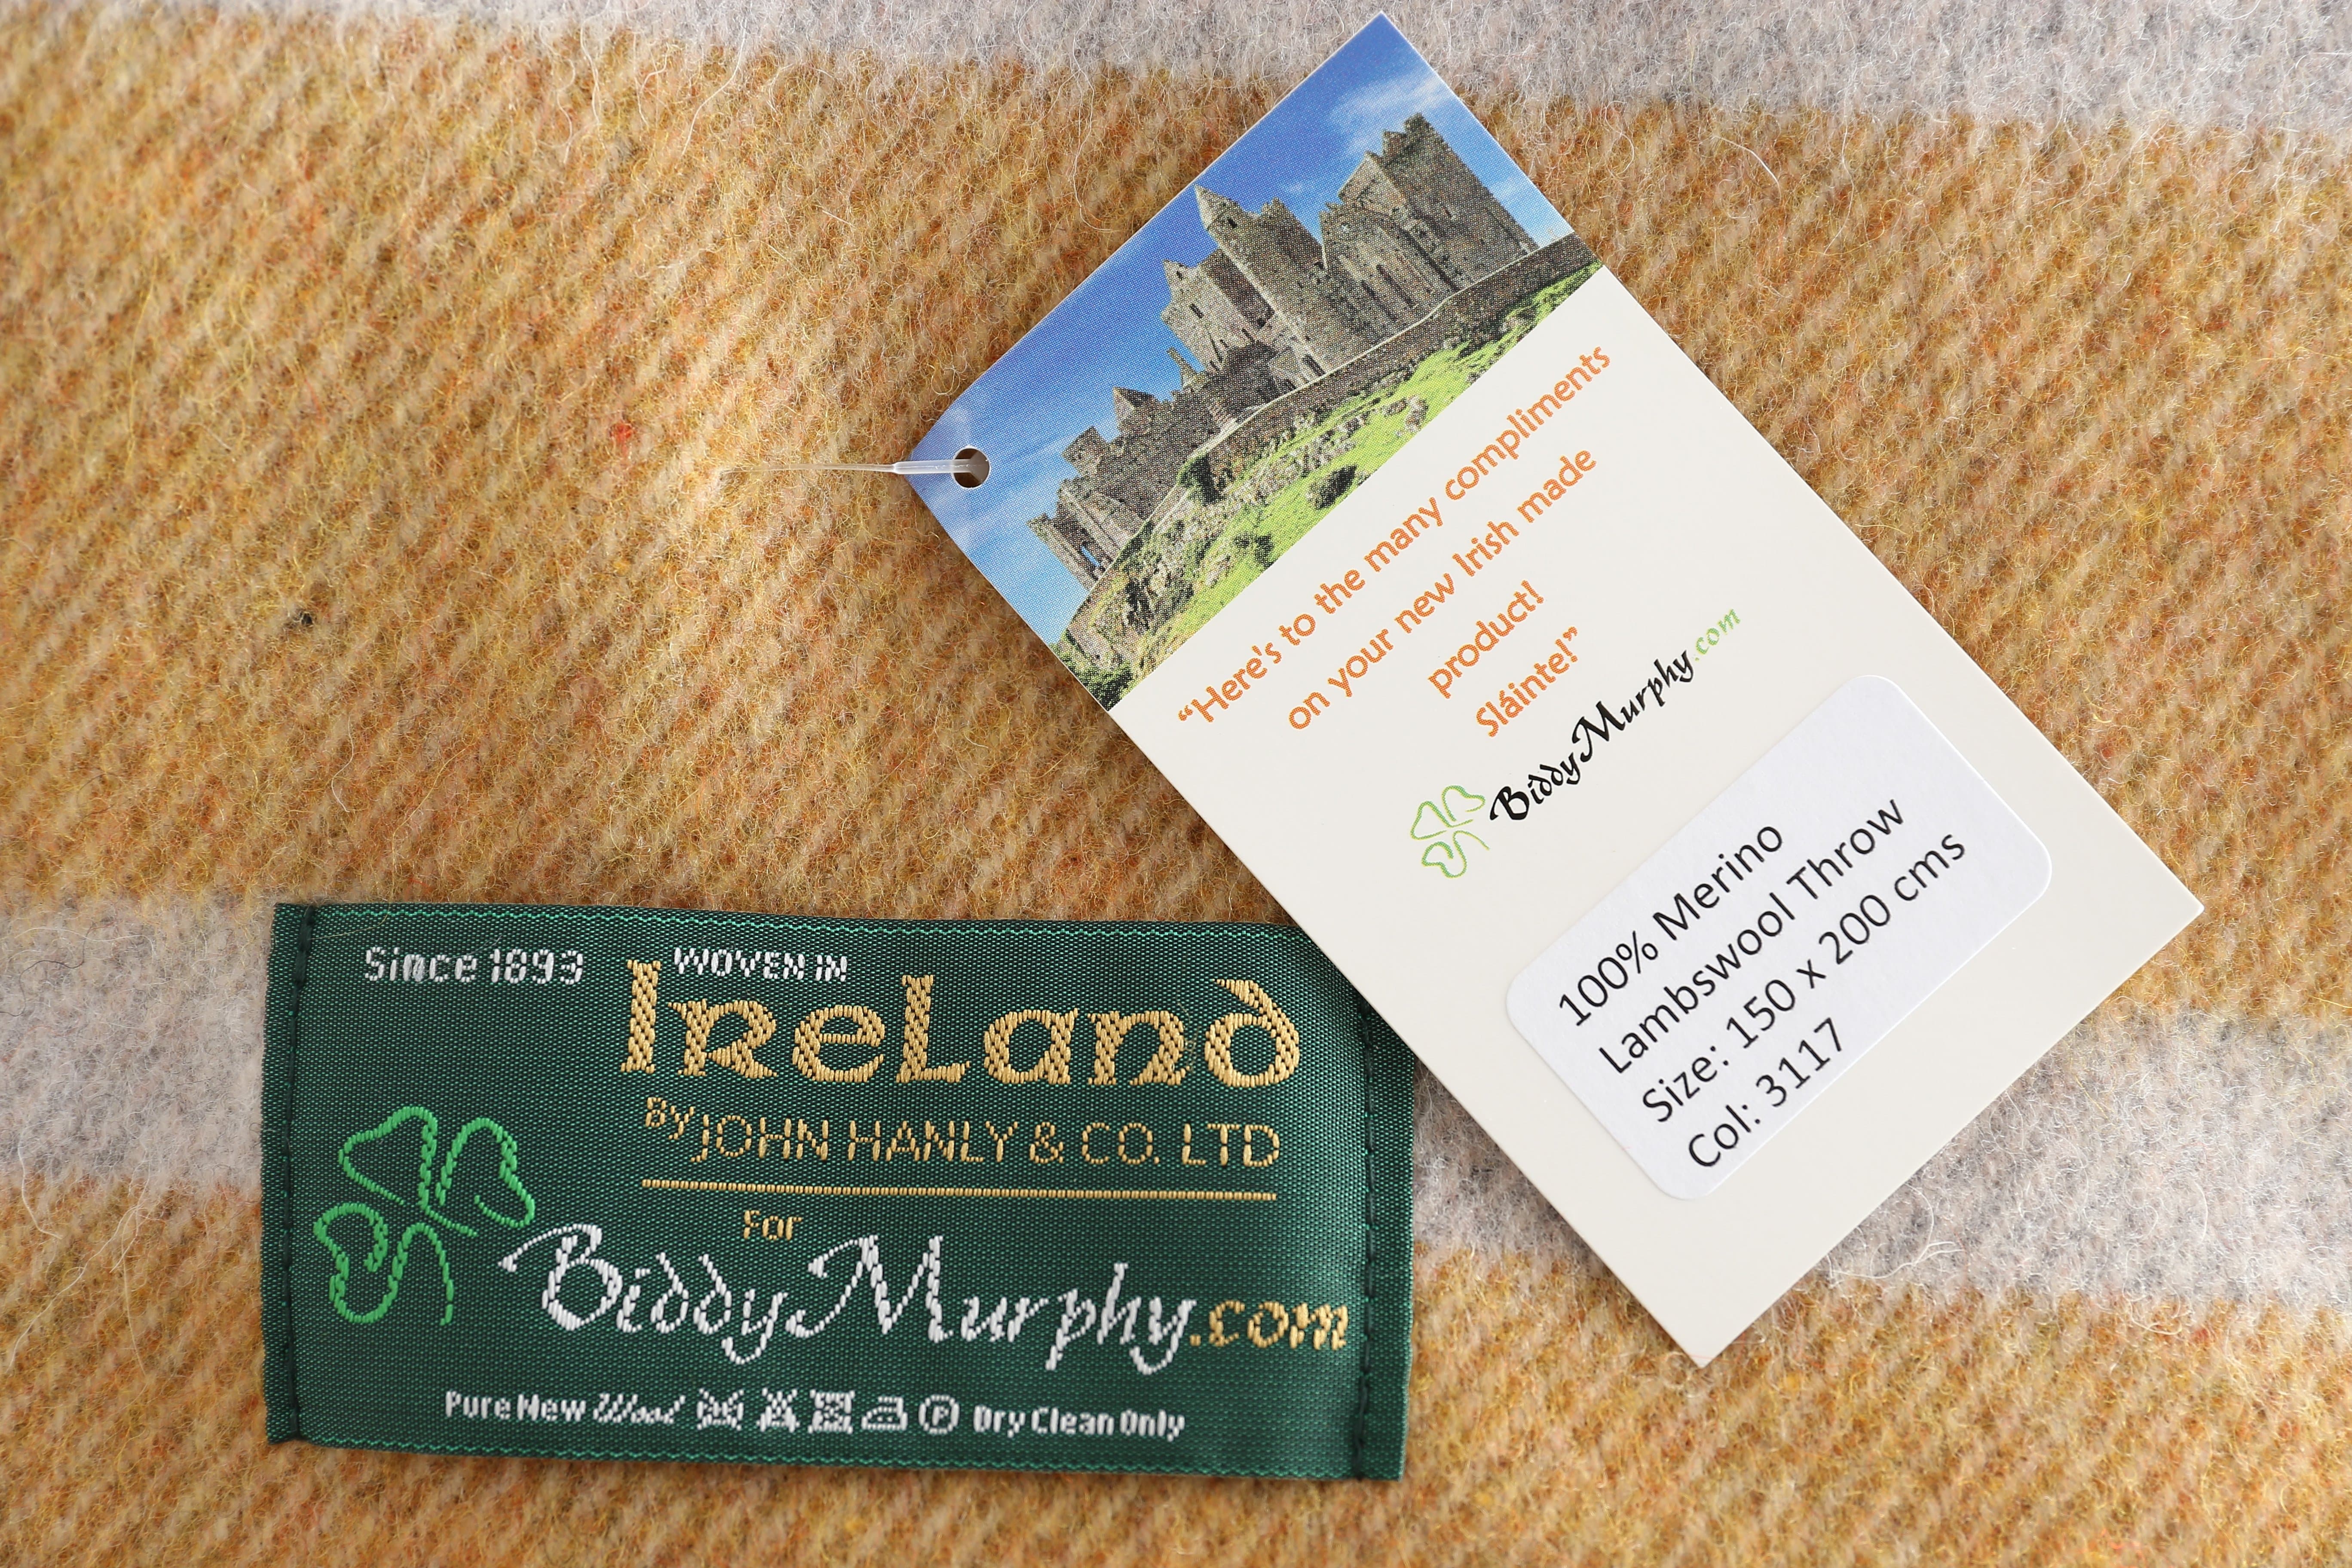 "Here's to the many compliments
on your new Irish made
product!
Sláinte!"
BiddyMurphy.com
100% Merino
Lambswool Throw
Size: 150 x 200 cms
Col: 3117
Since 1893
WOVEN IN
IReLand
By JOHN HANLY & CO. LTD
For
BiddyMurphy.com
Pure New Wool P Dry Clean Only